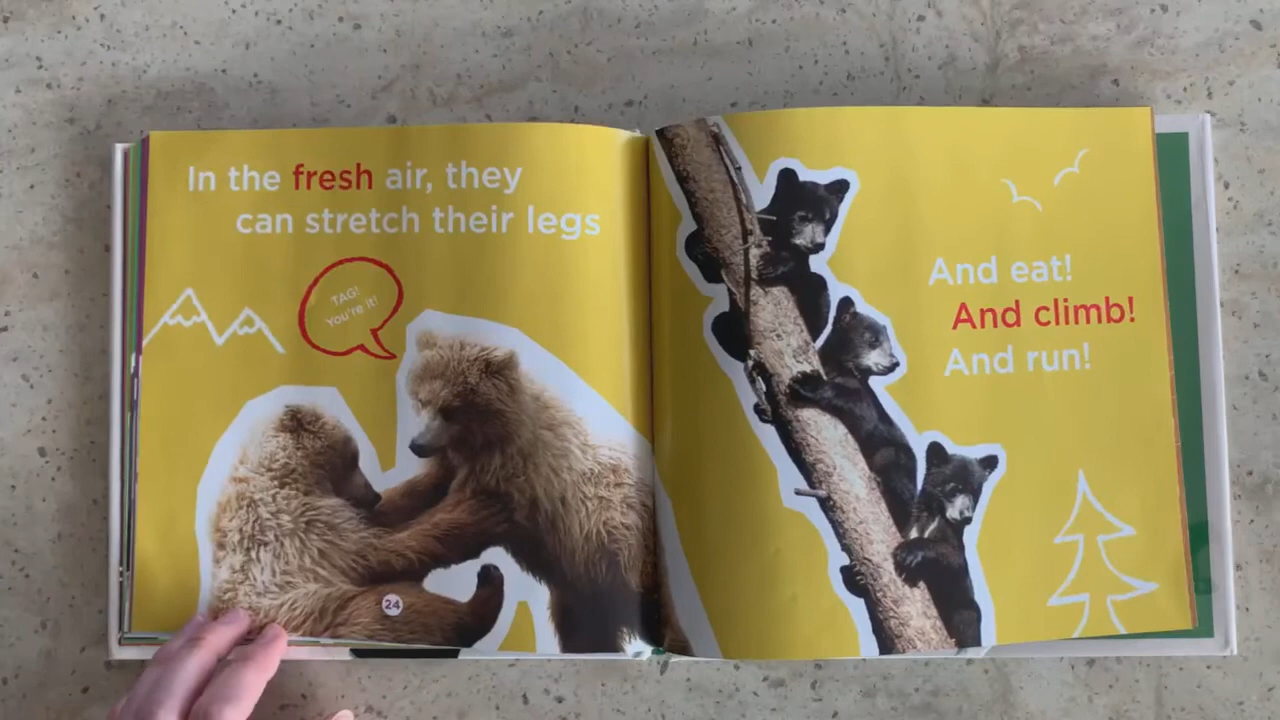 In the fresh air, they
can stretch their legs
TAG!
You're it!
24
And eat!
And climb!
And run!